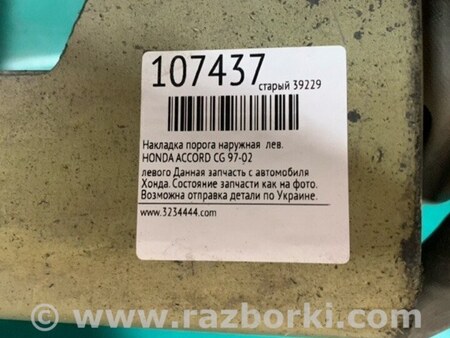 107437 старый 39229
Накладка порога наружная лев.
HONDA ACCORD CG 97-02
левого Данная запчасть с автомобиля
Хонда. Состояние запчасти как на фото.
Возможна отправка детали по Украине.
www.3234444.com
© www.razborki.com